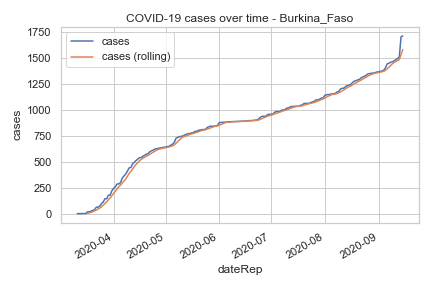 COVID-19 cases over time - Burkina_Faso
cases
cases (rolling)
1750
1500
1250
1000
750
500
250
0
cases
2020-04
2020-05
2020-06
2020-07
2020-08
2020-09
dateRep